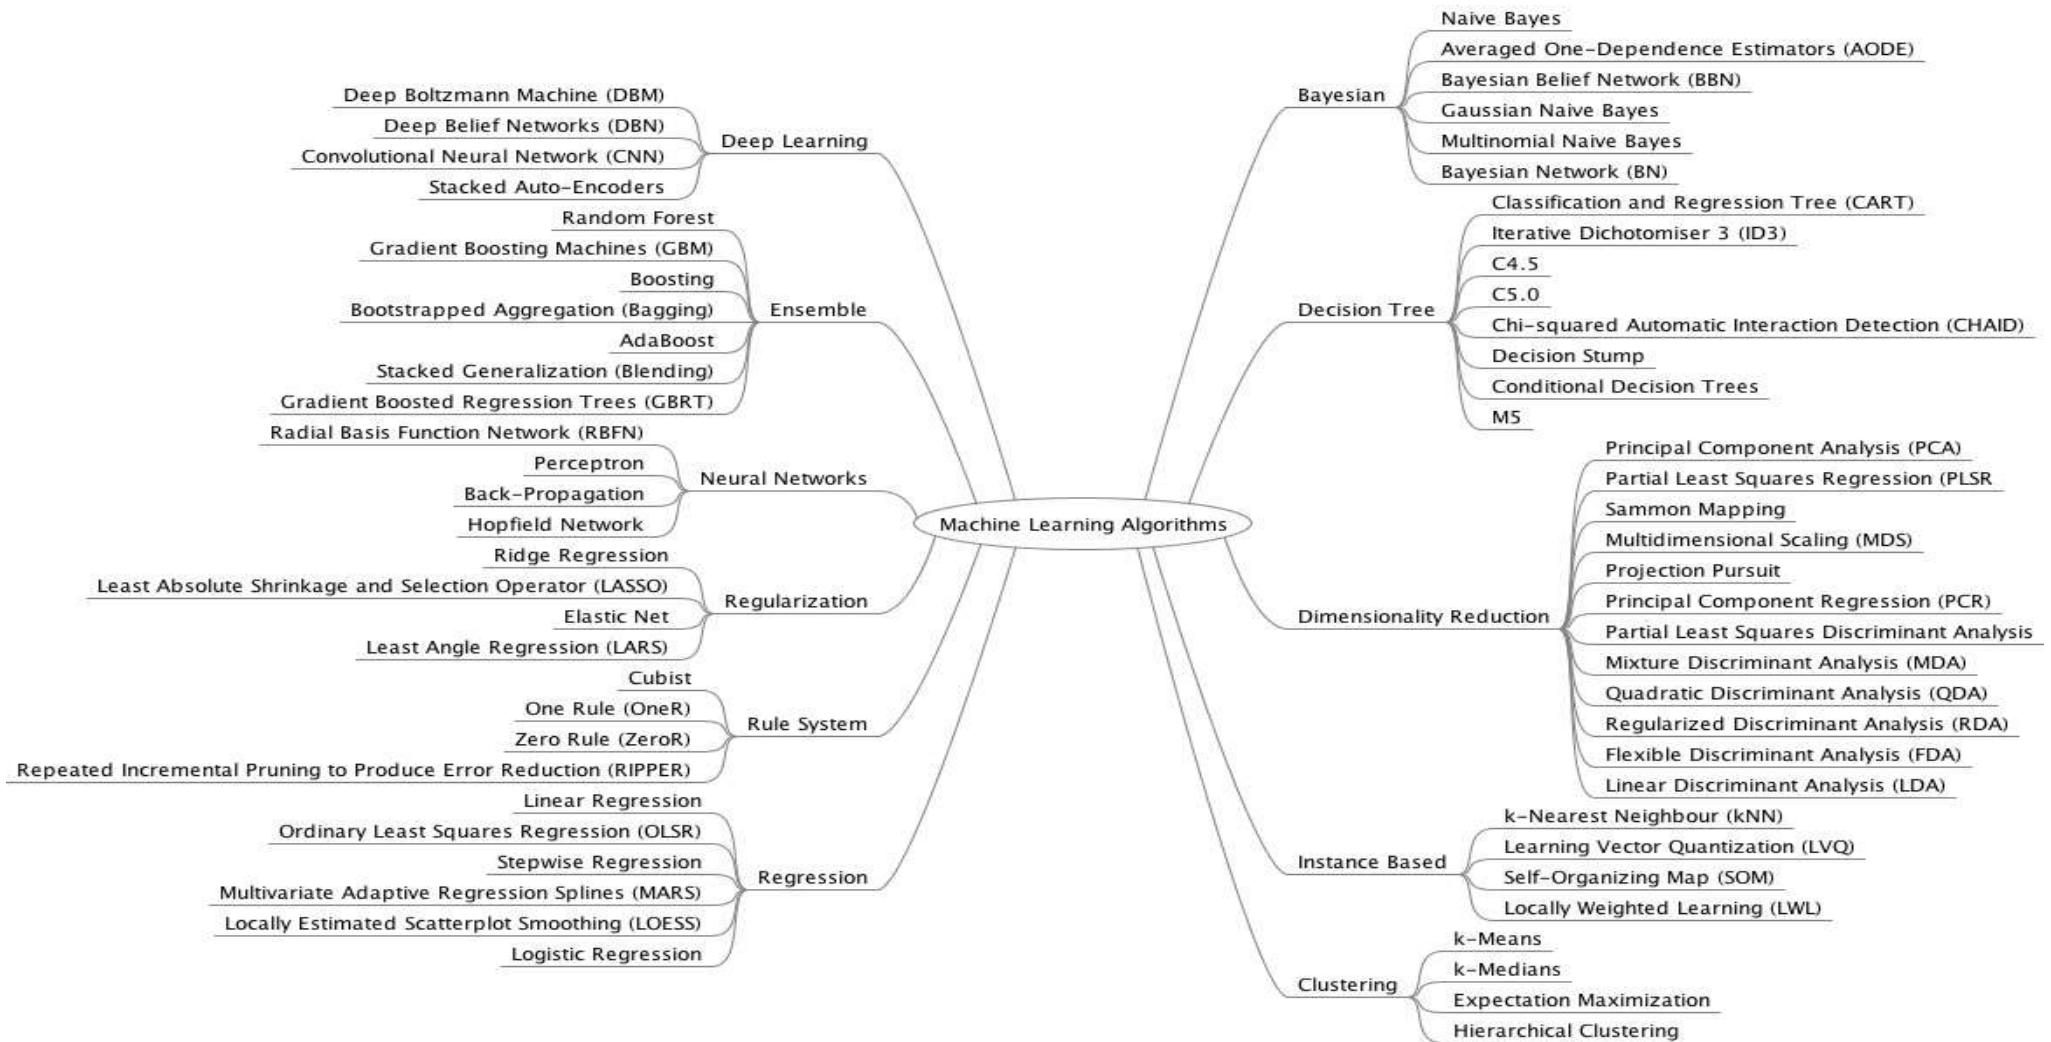 Machine Learning Algorithms
Deep Learning
Deep Boltzmann Machine (DBM)
Deep Belief Networks (DBN)
Convolutional Neural Network (CNN)
Stacked Auto-Encoders
Ensemble
Random Forest
Gradient Boosting Machines (GBM)
Boosting
Bootstrapped Aggregation (Bagging)
AdaBoost
Stacked Generalization (Blending)
Gradient Boosted Regression Trees (GBRT)
Neural Networks
Radial Basis Function Network (RBFN)
Perceptron
Back-Propagation
Hopfield Network
Regularization
Ridge Regression
Least Absolute Shrinkage and Selection Operator (LASSO)
Elastic Net
Least Angle Regression (LARS)
Rule System
Cubist
One Rule (OneR)
Zero Rule (ZeroR)
Repeated Incremental Pruning to Produce Error Reduction (RIPPER)
Regression
Linear Regression
Ordinary Least Squares Regression (OLSR)
Stepwise Regression
Multivariate Adaptive Regression Splines (MARS)
Locally Estimated Scatterplot Smoothing (LOESS)
Logistic Regression
Bayesian
Naive Bayes
Averaged One-Dependence Estimators (AODE)
Bayesian Belief Network (BBN)
Gaussian Naive Bayes
Multinomial Naive Bayes
Bayesian Network (BN)
Decision Tree
Classification and Regression Tree (CART)
Iterative Dichotomiser 3 (ID3)
C4.5
C5.0
Chi-squared Automatic Interaction Detection (CHAID)
Decision Stump
Conditional Decision Trees
M5
Dimensionality Reduction
Principal Component Analysis (PCA)
Partial Least Squares Regression (PLSR
Sammon Mapping
Multidimensional Scaling (MDS)
Projection Pursuit
Principal Component Regression (PCR)
Partial Least Squares Discriminant Analysis
Mixture Discriminant Analysis (MDA)
Quadratic Discriminant Analysis (QDA)
Regularized Discriminant Analysis (RDA)
Flexible Discriminant Analysis (FDA)
Linear Discriminant Analysis (LDA)
Instance Based
k-Nearest Neighbour (kNN)
Learning Vector Quantization (LVQ)
Self-Organizing Map (SOM)
Locally Weighted Learning (LWL)
Clustering
k-Means
k-Medians
Expectation Maximization
Hierarchical Clustering